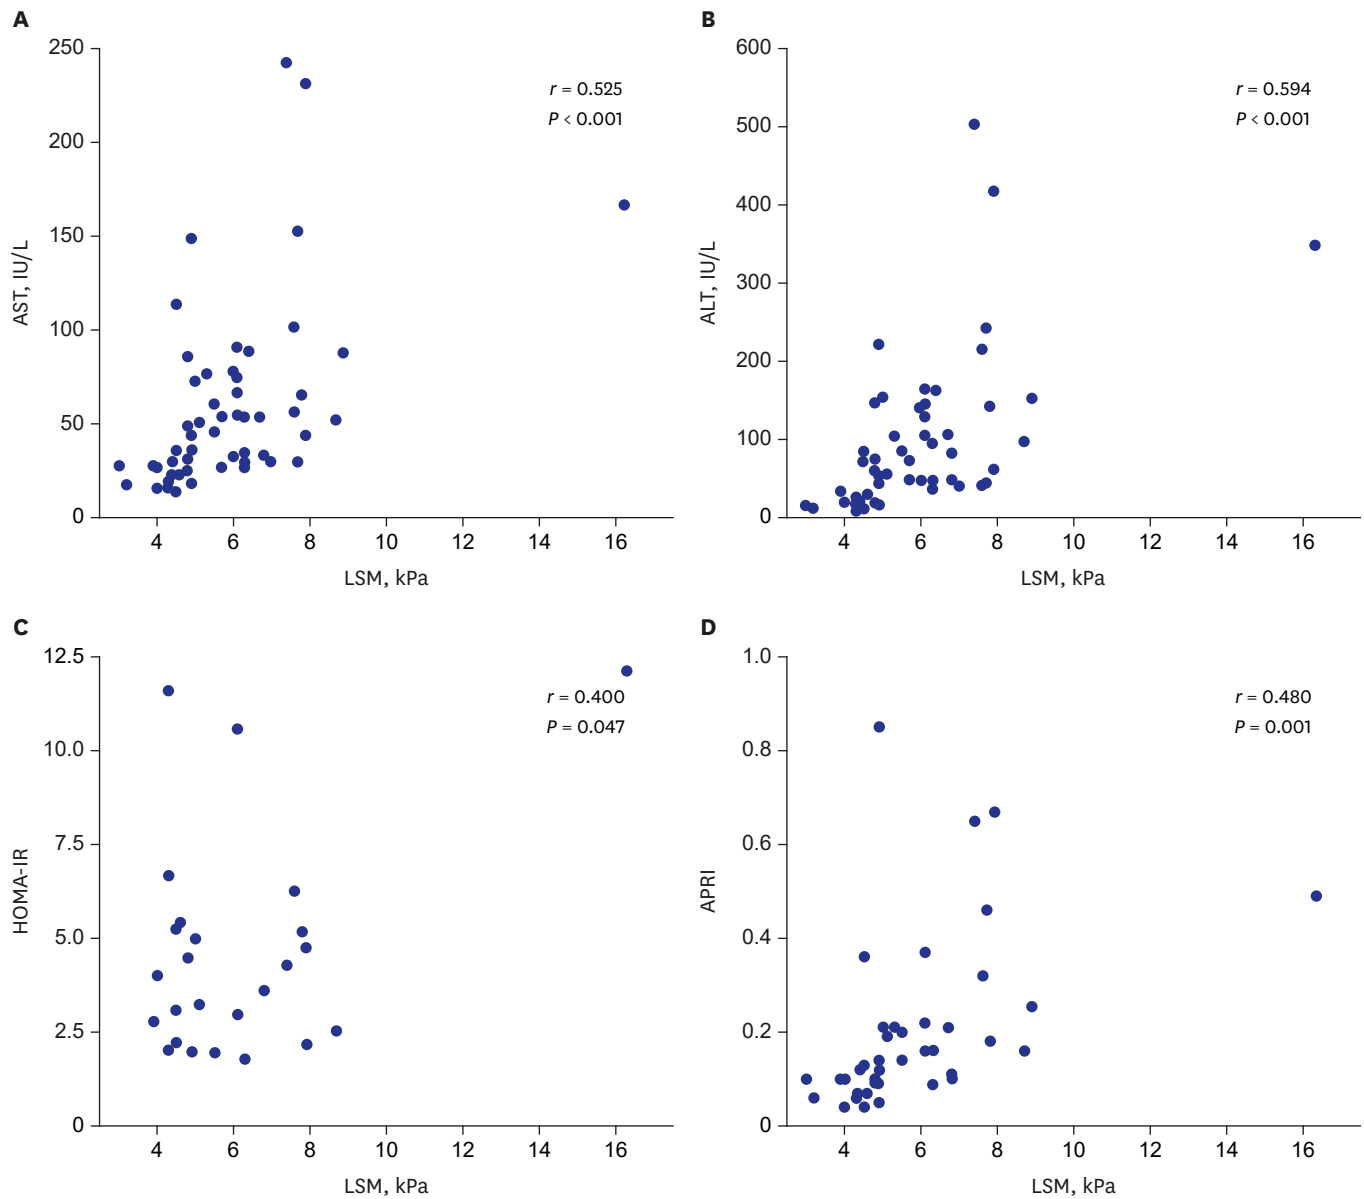 A
250
200
150
100
50
0
AST, IU/L
r = 0.525
P < 0.001
4 6 8 10 12 14 16
LSM, kPa
B
600
500
400
300
200
100
0
ALT, IU/L
r = 0.594
P < 0.001
4 6 8 10 12 14 16
LSM, kPa
C
12.5
10.0
7.5
5.0
2.5
0
HOMA-IR
r = 0.400
P = 0.047
4 6 8 10 12 14 16
LSM, kPa
D
1.0
0.8
0.6
0.4
0.2
0
APRI
r = 0.480
P = 0.001
4 6 8 10 12 14 16
LSM, kPa